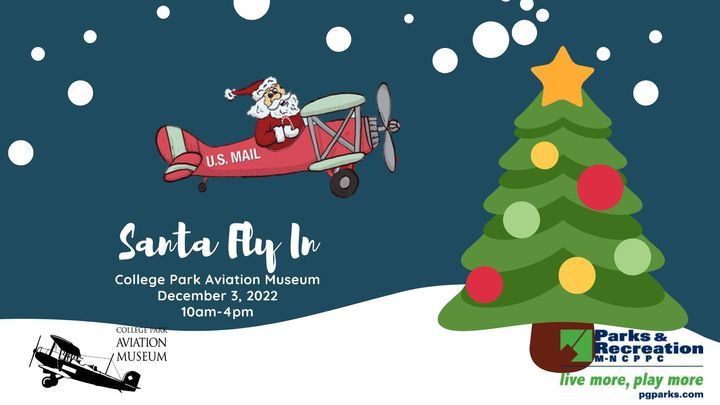 U.S. MAIL
Santa Fly In
College Park Aviation Museum
December 3, 2022
10am-4pm
COLLEGE PARK
AVIATION
MUSEUM
Parks &
Recreation
M-NCPPC
live more, play more
pgparks.com